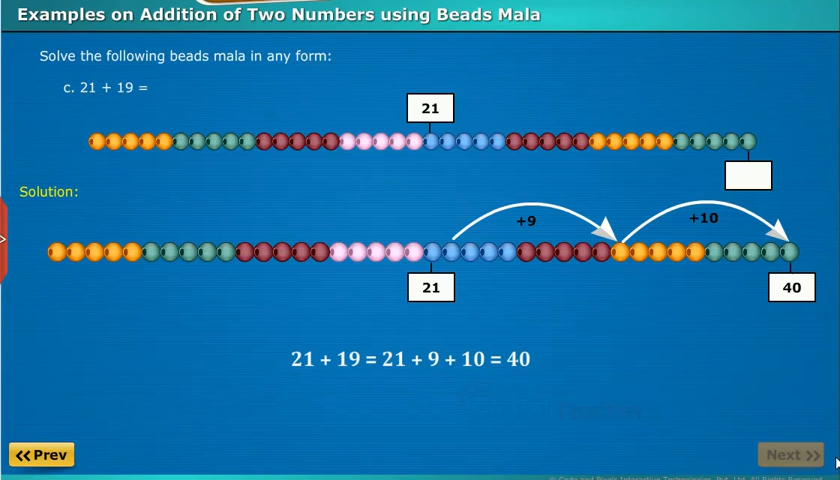 Examples on Addition of Two Numbers using Beads Mala
Solve the following beads mala in any form:
c. 21 + 19 =
21
Solution:
+9
+10
21
40
21 + 19 = 21 + 9 + 10 = 40
Prev
Next